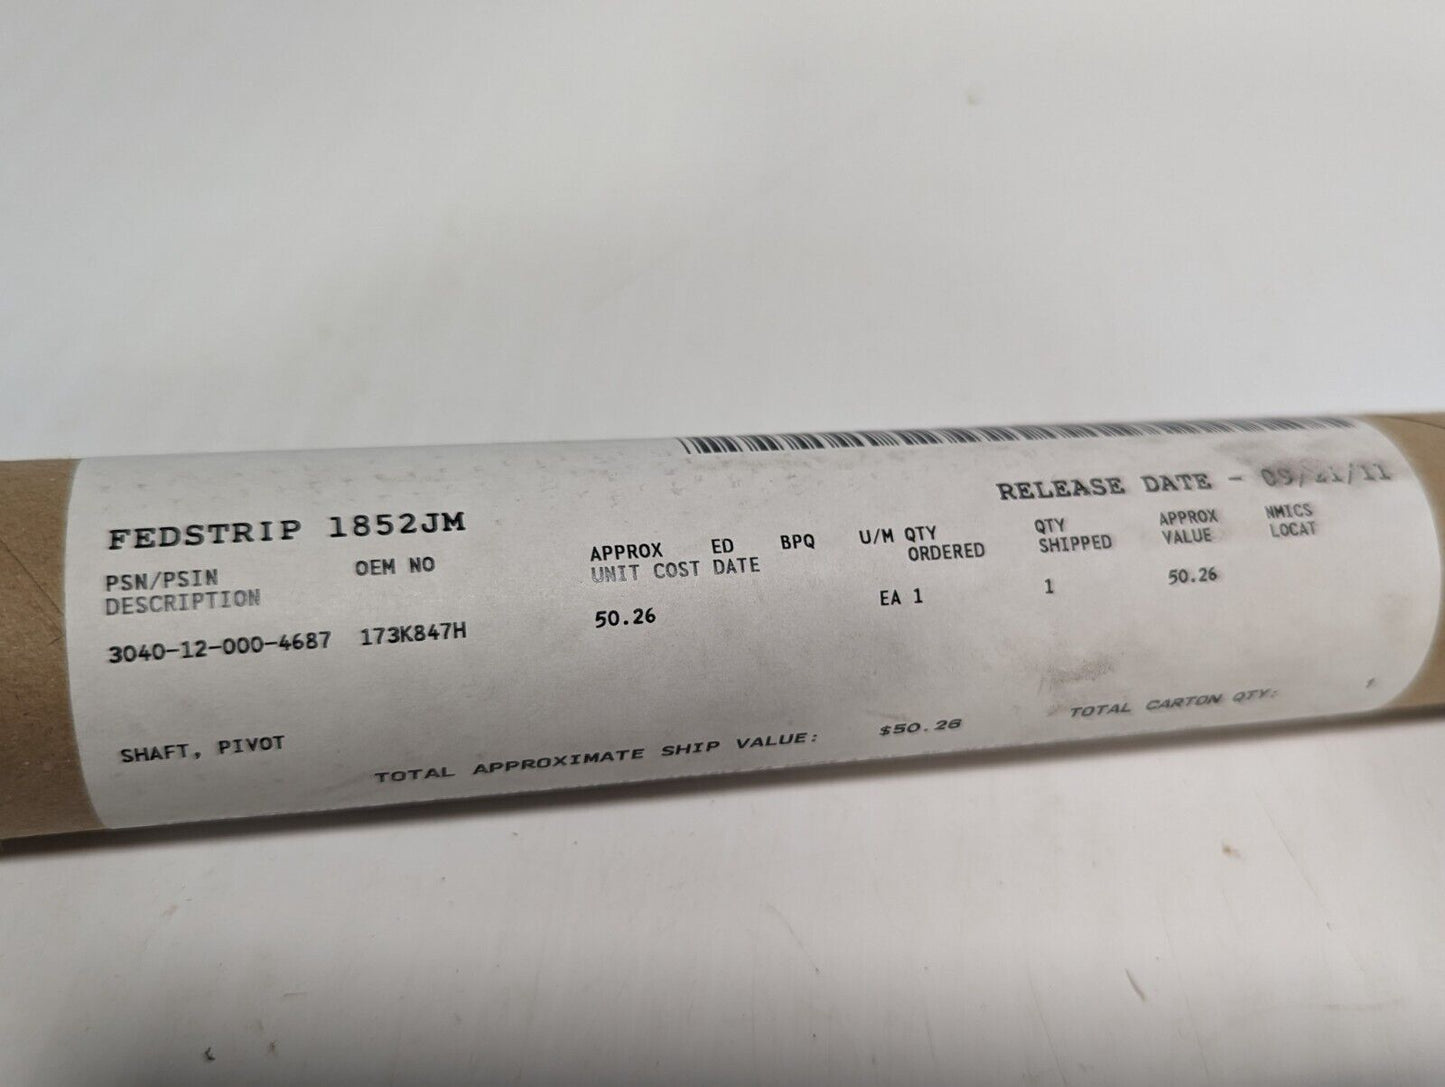 RELEASE DATE -
FEDSTRIP 1852JM
PSN/PSIN OEM NO APPROX ED BPQ U/M QTY QTY APPROX NMICS
DESCRIPTION UNIT COST DATE ORDERED SHIPPED VALUE LOCAT
3040-12-000-4687 173K847H 50.26 EA 1 1 50.26
SHAFT, PIVOT
TOTAL APPROXIMATE SHIP VALUE: $50.26 TOTAL CARTON QTY: